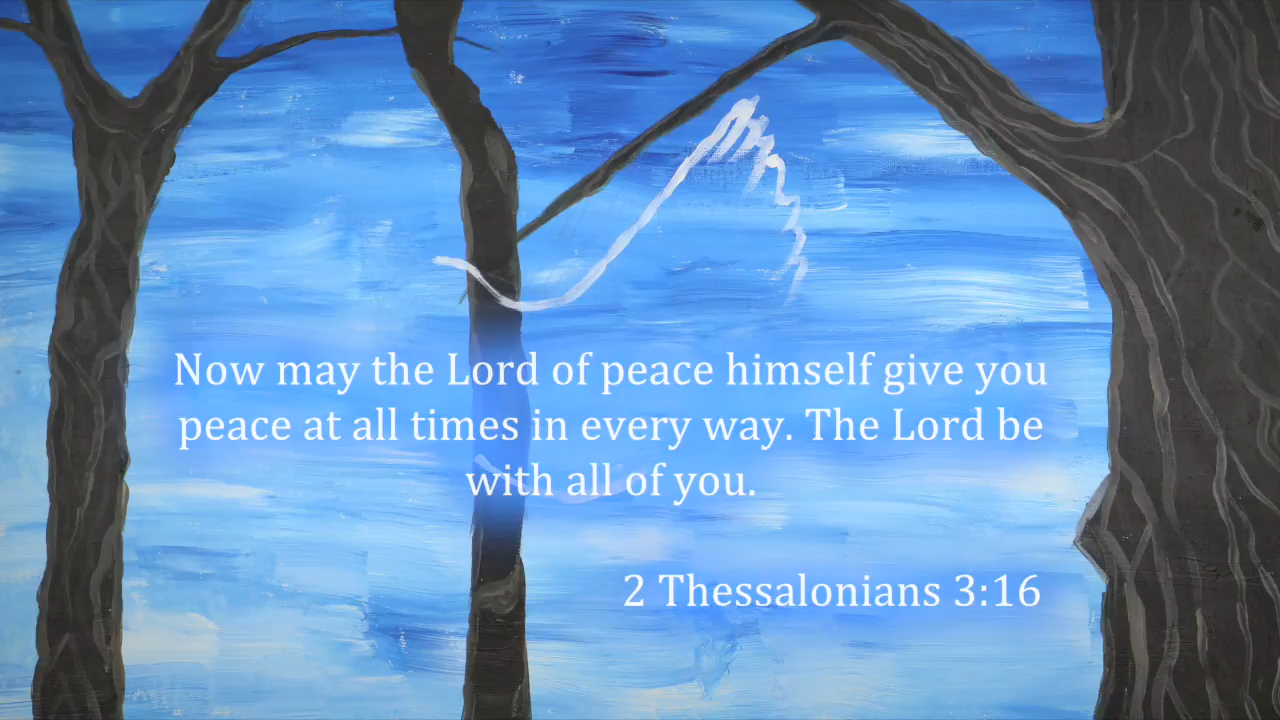 Now may the Lord of peace himself give you
peace at all times in every way. The Lord be
with all of you.
2 Thessalonians 3:16